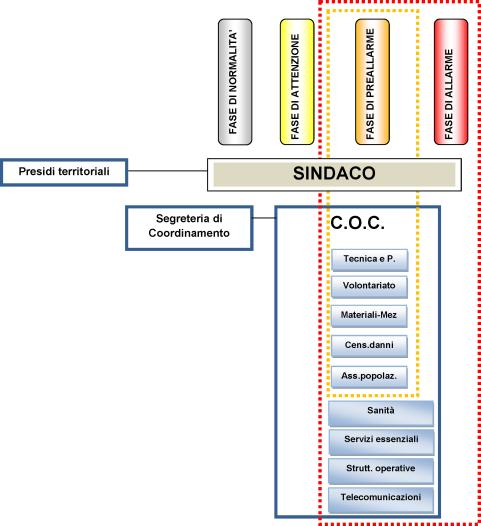 FASE DI NORMALITA'
FASE DI ATTENZIONE
FASE DI PREALLARME
FASE DI ALLARME
Presidi territoriali
SINDACO
Segreteria di
Coordinamento
C.O.C.
Tecnica e P.
Volontariato
Materiali-Mez
Cens.danni
Ass.popolaz.
Sanità
Servizi essenziali
Strutt. operative
Telecomunicazioni